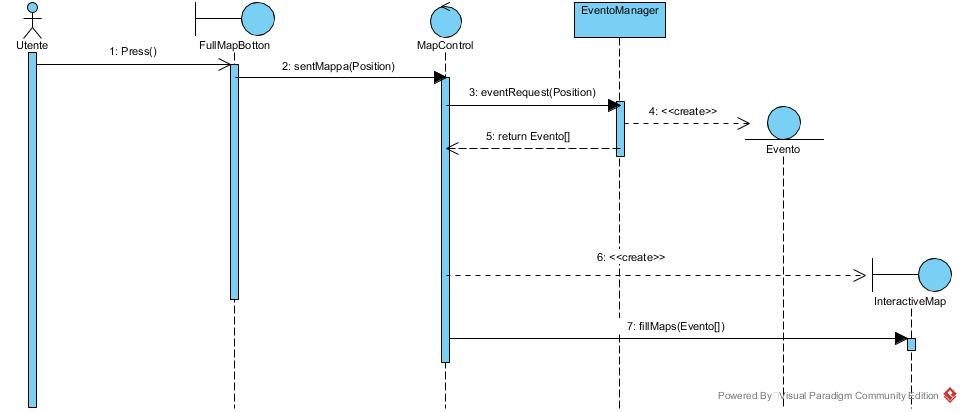 EventoManager
Utente
FullMapBotton
MapControl
1: Press()
2: sentMappa(Position)
3: eventRequest(Position)
4: <<create>>
5: return Evento[]
Evento
6: <<create>>
InteractiveMap
7: fillMaps(Evento[])
Powered By Visual Paradigm Community Edition